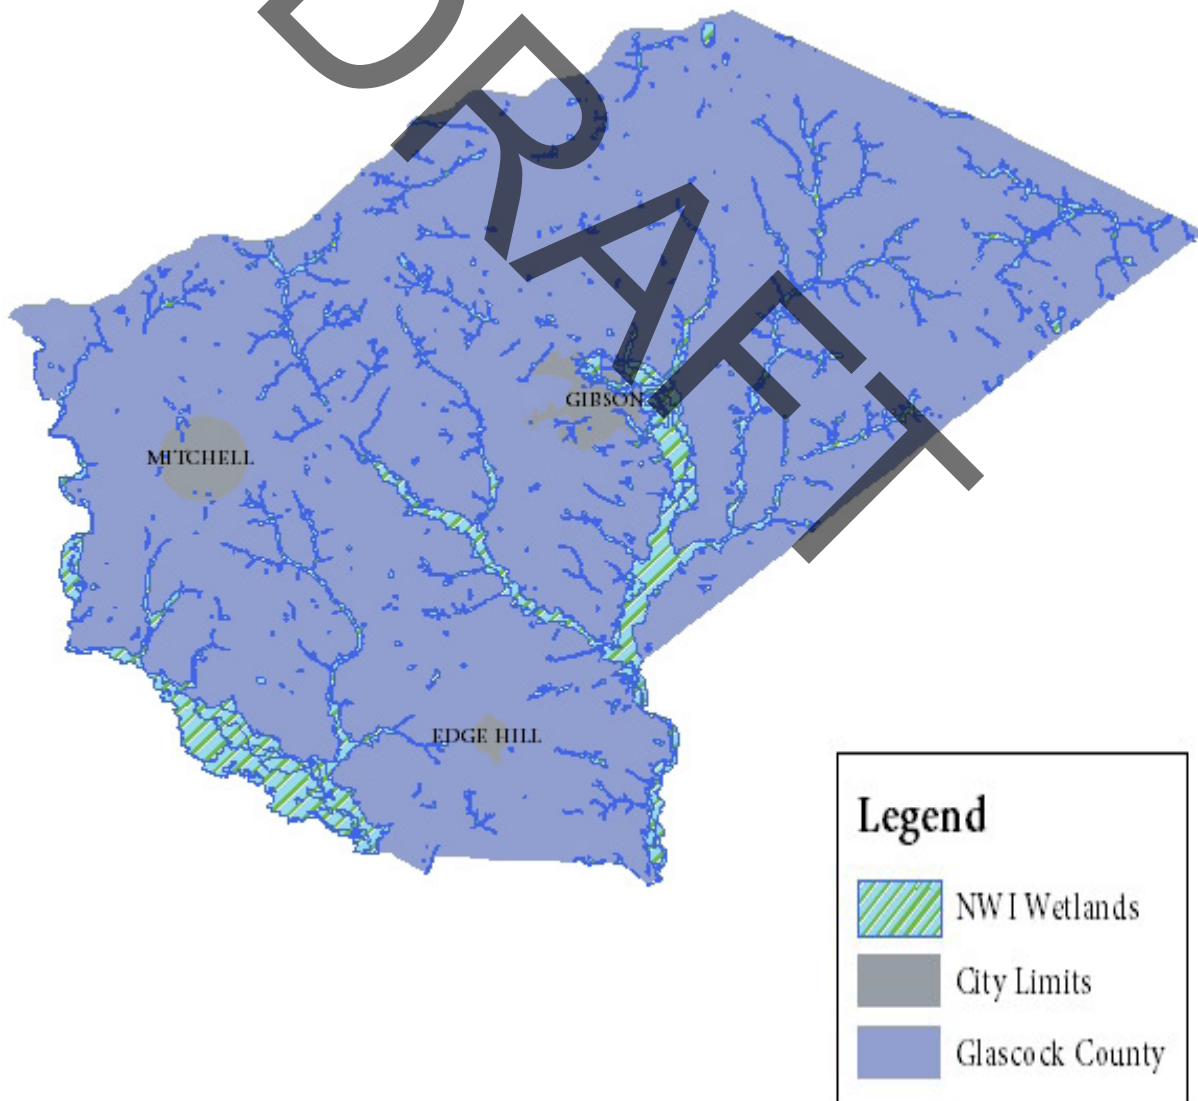 DRAFT
GIBSON
MITCHELL
EDGE HILL
Legend
NWI Wetlands
City Limits
Glascock County